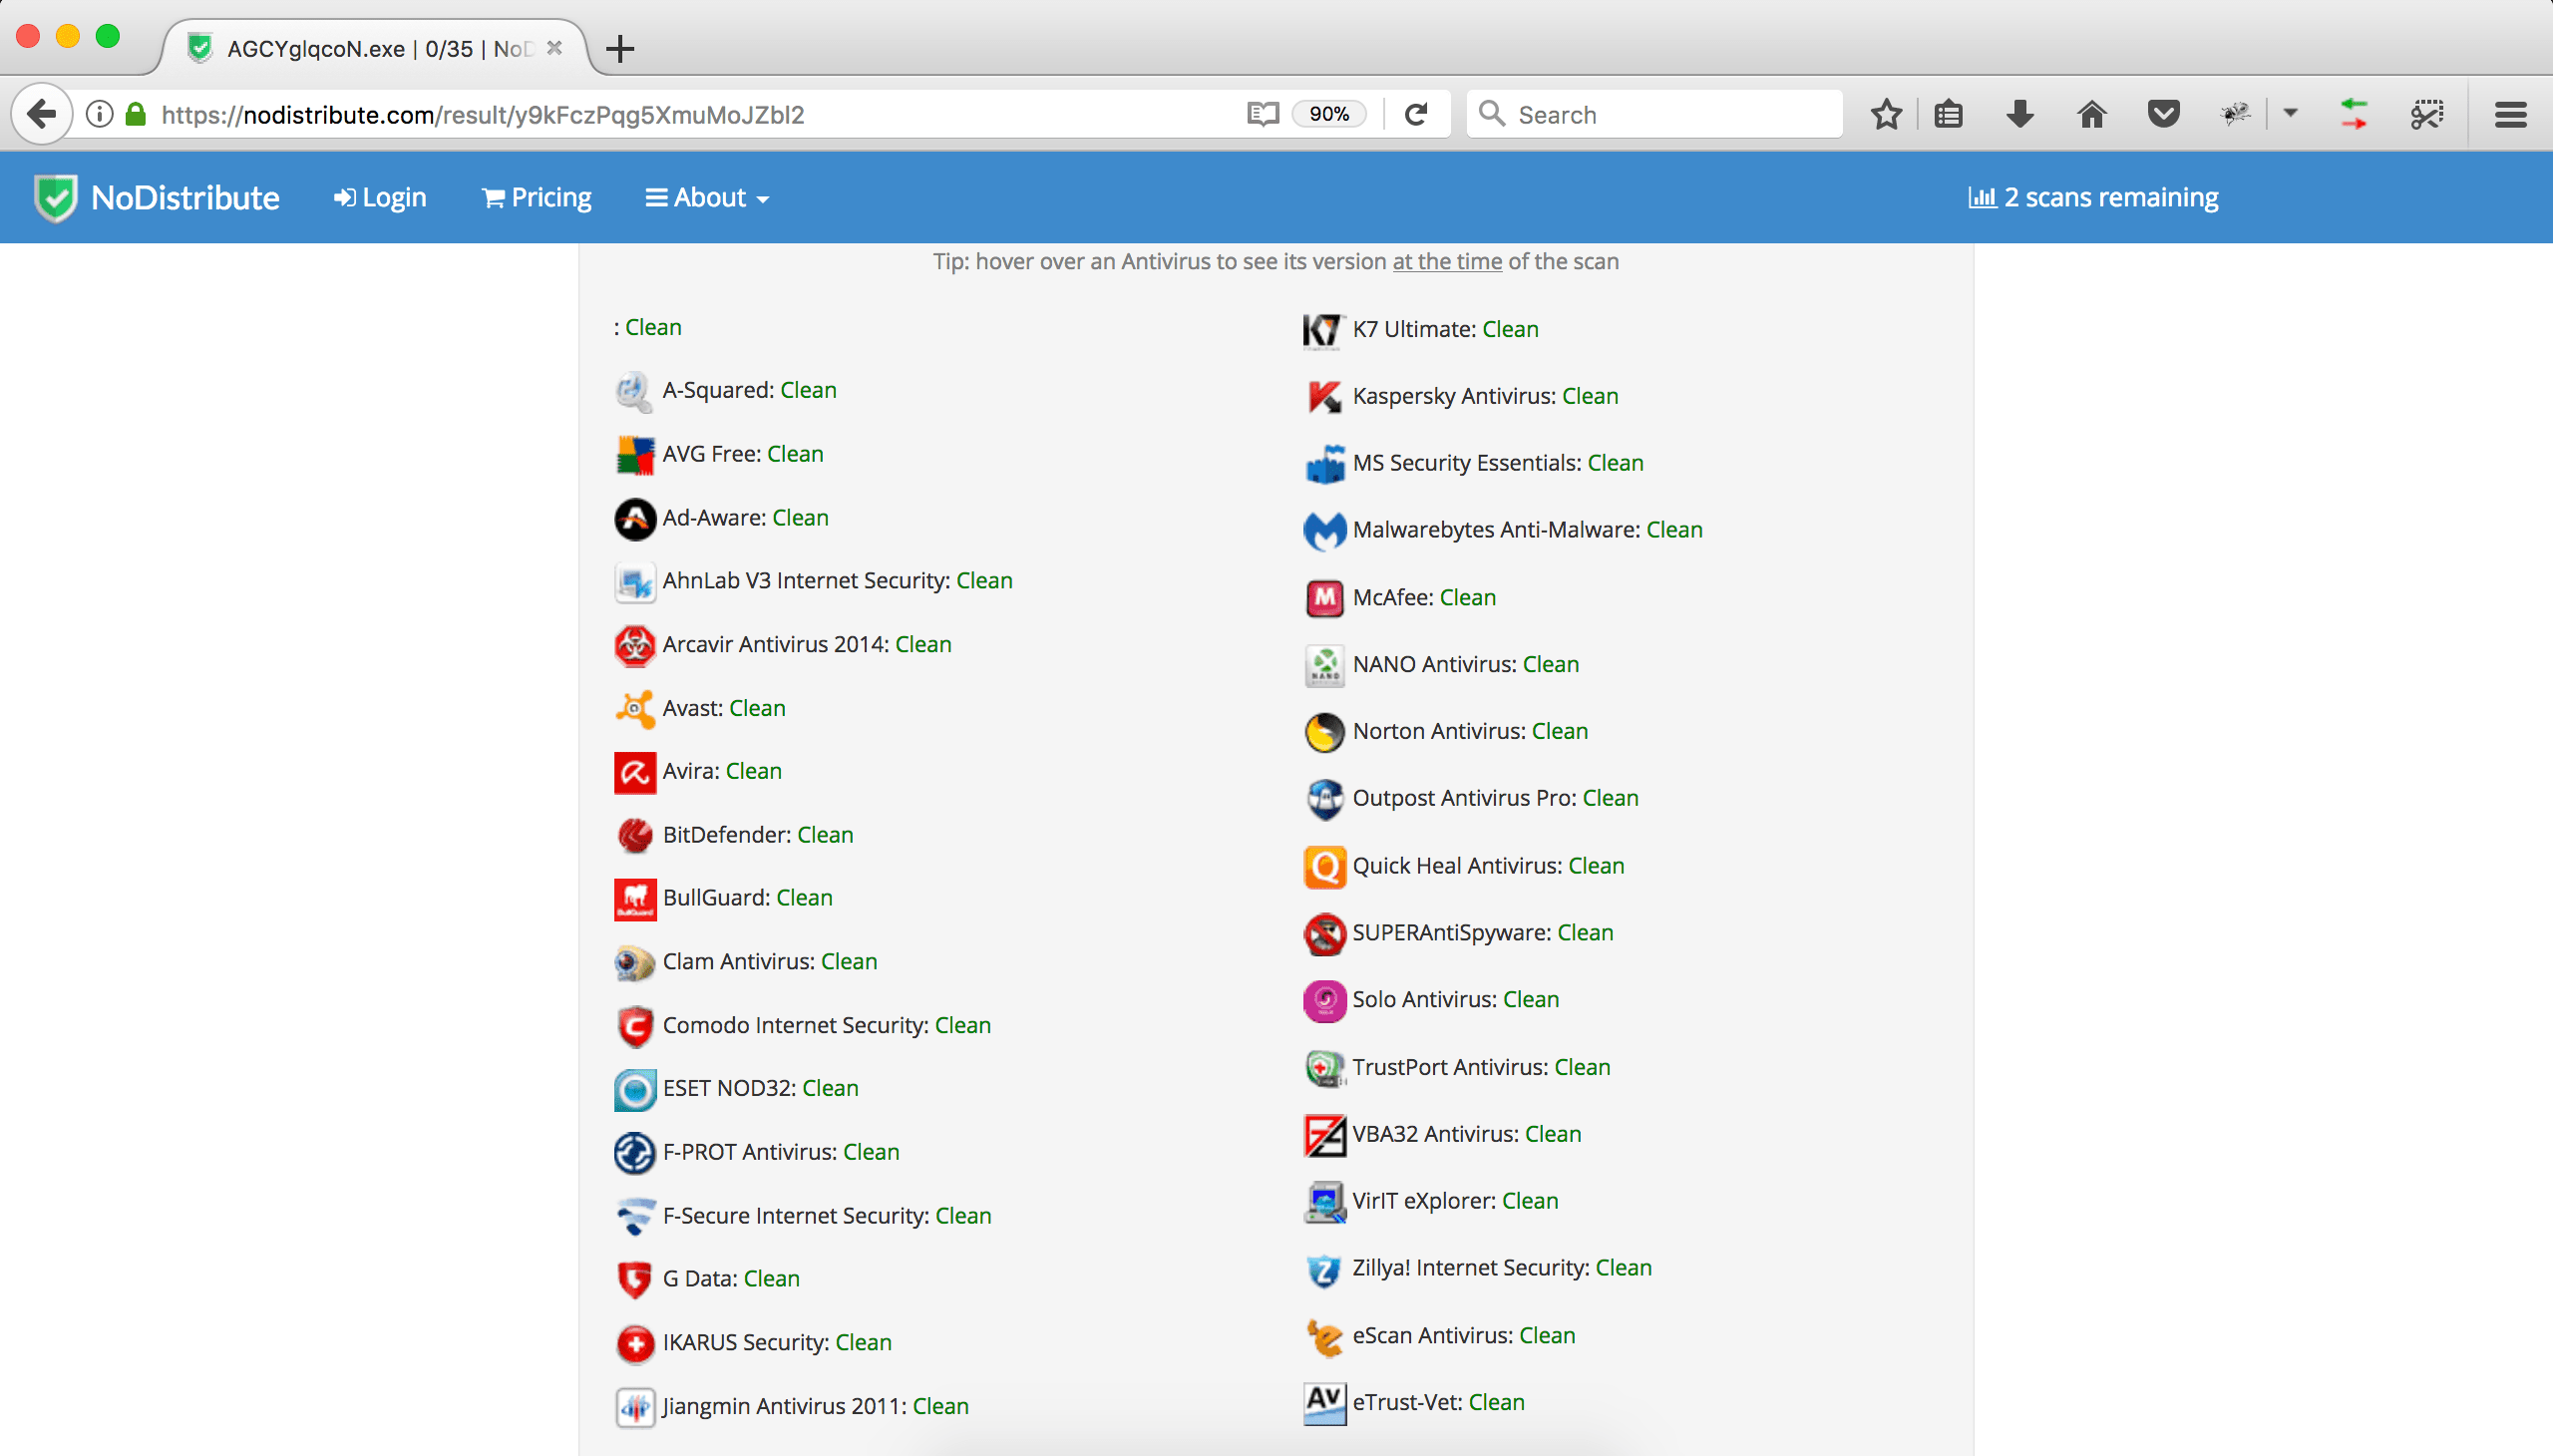 AGCYglqcoN.exe | 0/35 | NoD
https://nodistribute.com/result/y9kFczPqg5XmuMoJZbl2
90%
Search
NoDistribute
Login
Pricing
About
2 scans remaining
Tip: hover over an Antivirus to see its version at the time of the scan
: Clean
A-Squared: Clean
AVG Free: Clean
Ad-Aware: Clean
AhnLab V3 Internet Security: Clean
Arcavir Antivirus 2014: Clean
Avast: Clean
Avira: Clean
BitDefender: Clean
BullGuard: Clean
Clam Antivirus: Clean
Comodo Internet Security: Clean
ESET NOD32: Clean
F-PROT Antivirus: Clean
F-Secure Internet Security: Clean
G Data: Clean
IKARUS Security: Clean
Jiangmin Antivirus 2011: Clean
K7 Ultimate: Clean
Kaspersky Antivirus: Clean
MS Security Essentials: Clean
Malwarebytes Anti-Malware: Clean
McAfee: Clean
NANO Antivirus: Clean
Norton Antivirus: Clean
Outpost Antivirus Pro: Clean
Quick Heal Antivirus: Clean
SUPERAntiSpyware: Clean
Solo Antivirus: Clean
TrustPort Antivirus: Clean
VBA32 Antivirus: Clean
VirIT eXplorer: Clean
Zillya! Internet Security: Clean
eScan Antivirus: Clean
eTrust-Vet: Clean